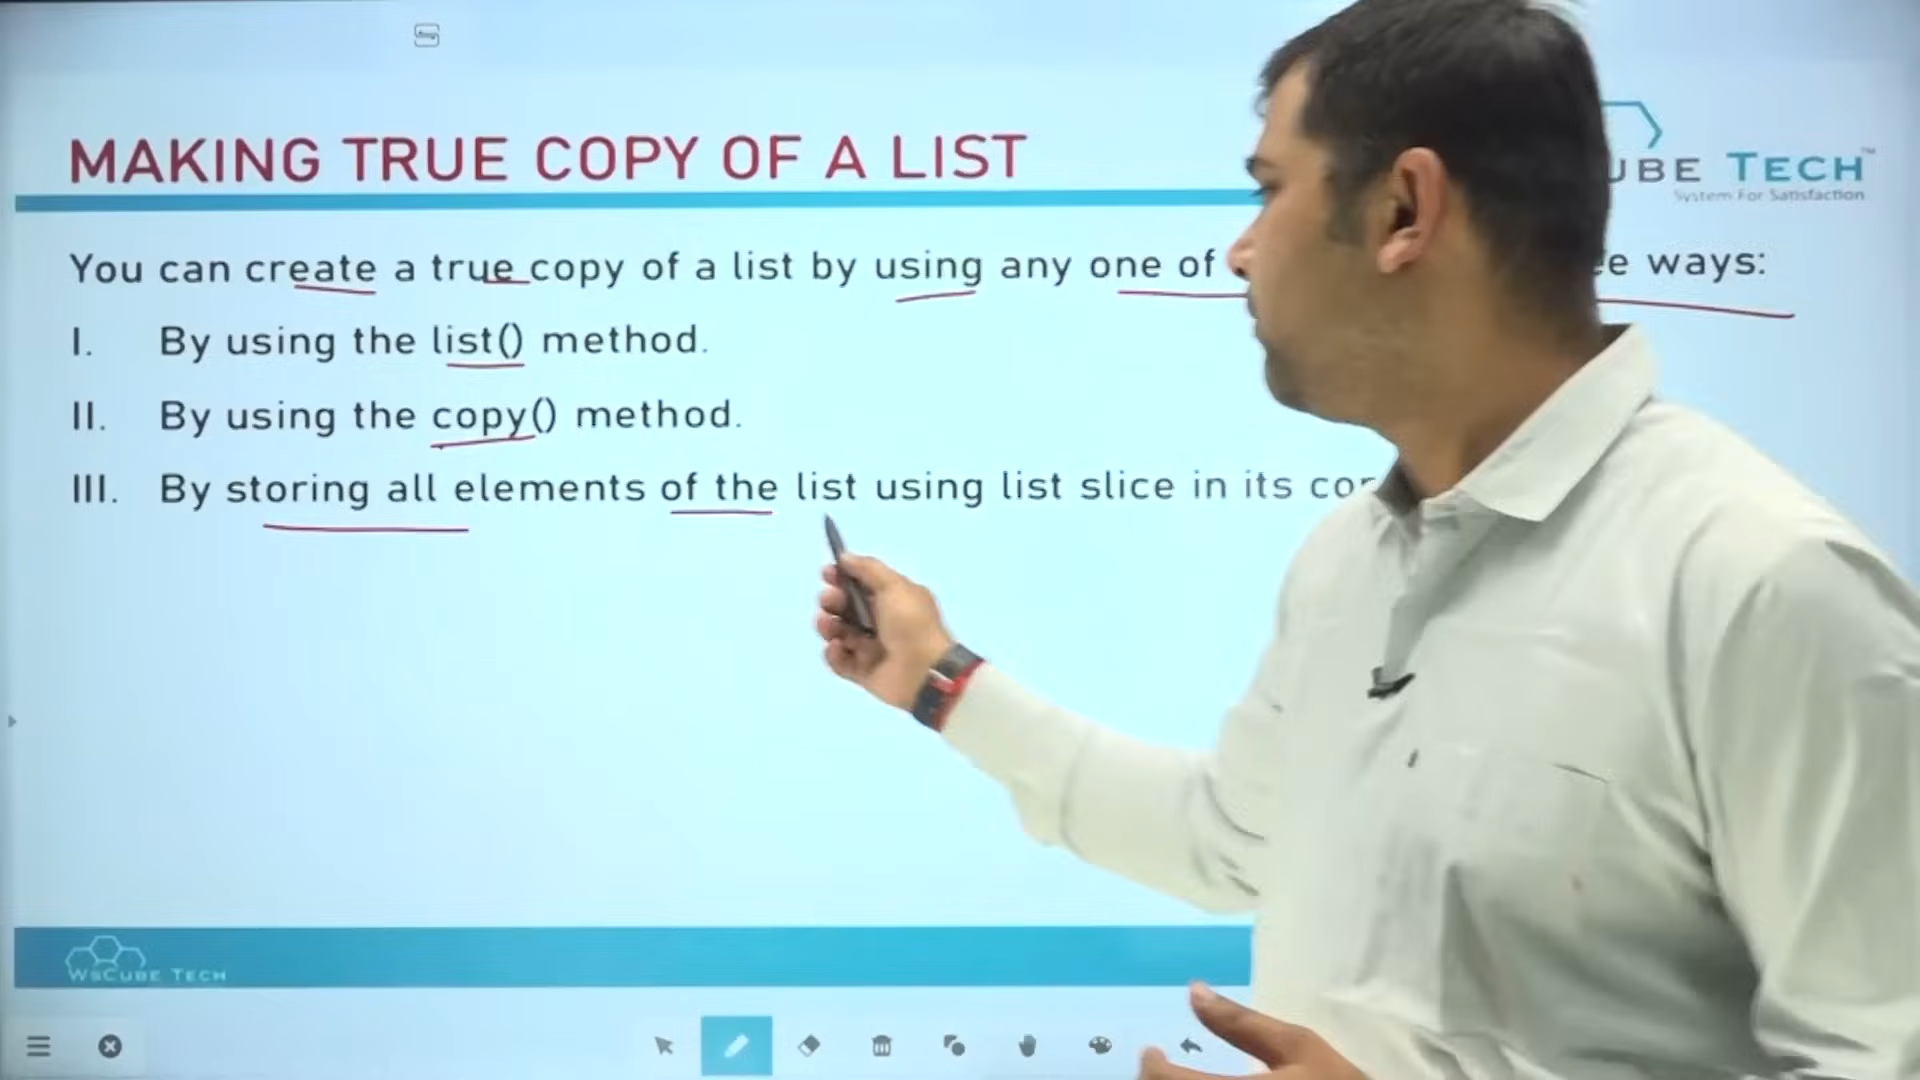 MAKING TRUE COPY OF A LIST
UBE TECH™
System For Satisfaction
You can create a true copy of a list by using any one of ways:
I. By using the list() method.
II. By using the copy() method.
III. By storing all elements of the list using list slice in its
WSCUBE TECH